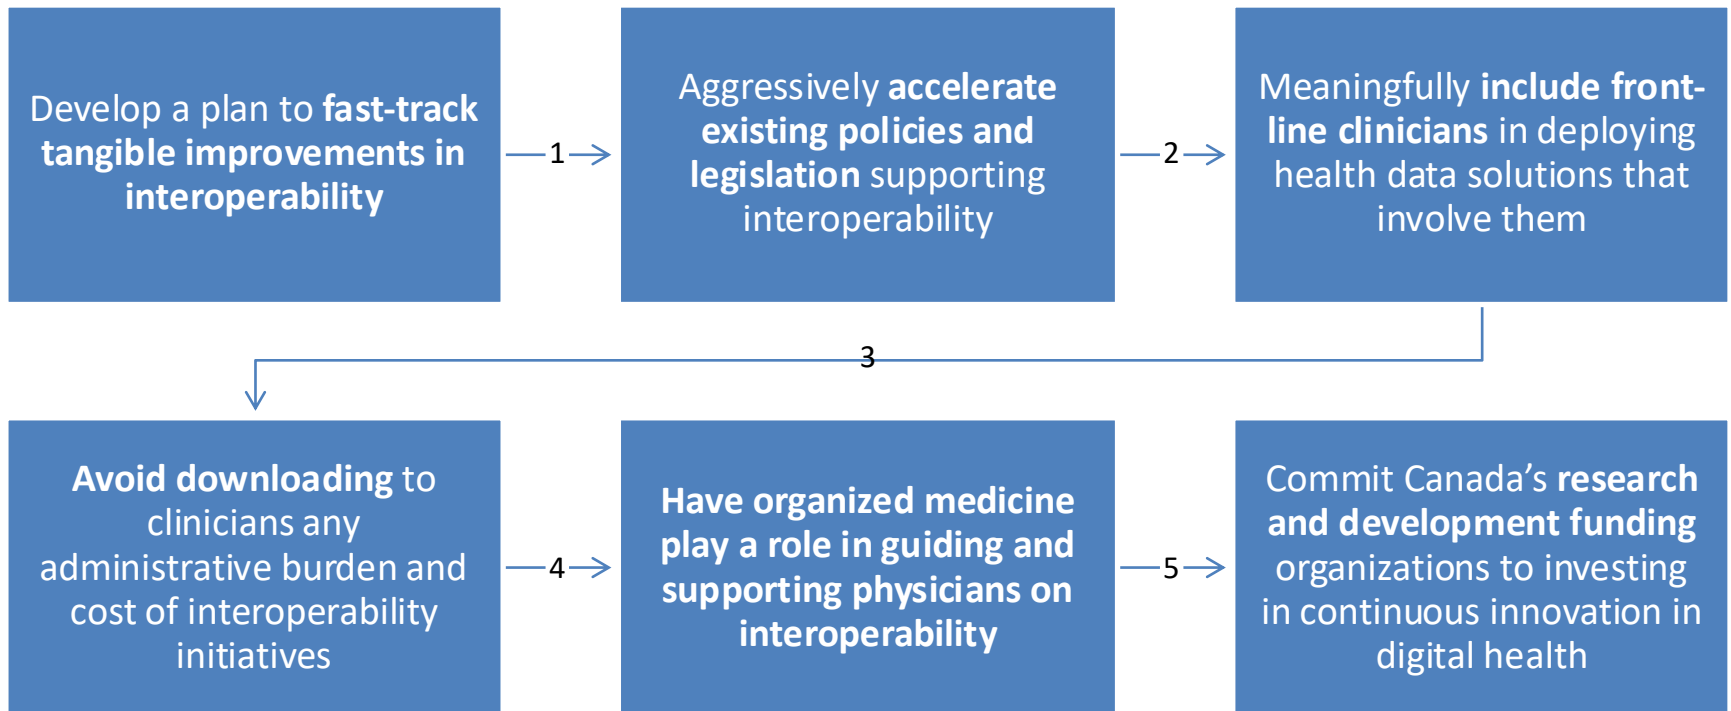 Develop a plan to fast-track
tangible improvements in
interoperability
1
Aggressively accelerate
existing policies and
legislation supporting
interoperability
2
Meaningfully include front-
line clinicians in deploying
health data solutions that
involve them
3
Avoid downloading to
clinicians any
administrative burden and
cost of interoperability
initiatives
4
Have organized medicine
play a role in guiding and
supporting physicians on
interoperability
5
Commit Canada’s research
and development funding
organizations to investing
in continuous innovation in
digital health